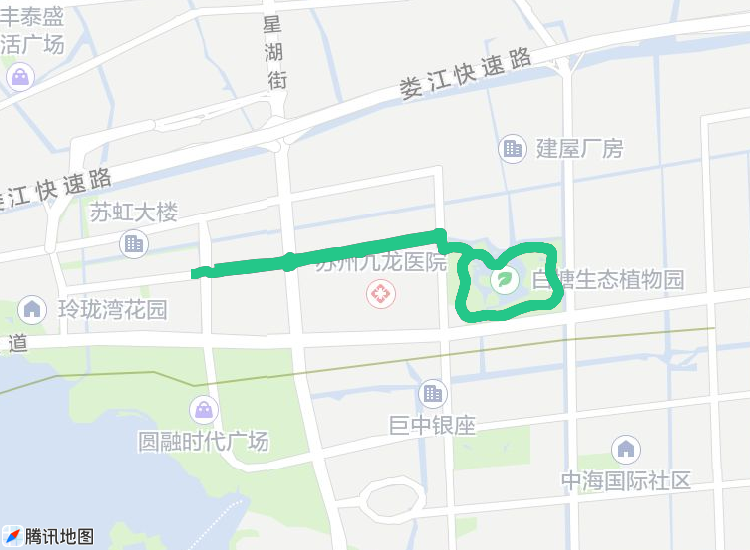 丰泰盛
活广场
星湖街
娄江快速路
建屋厂房
娄江快速路
苏虹大楼
苏州九龙医院
白塘生态植物园
玲珑湾花园
道
巨中银座
圆融时代广场
中海国际社区
腾讯地图